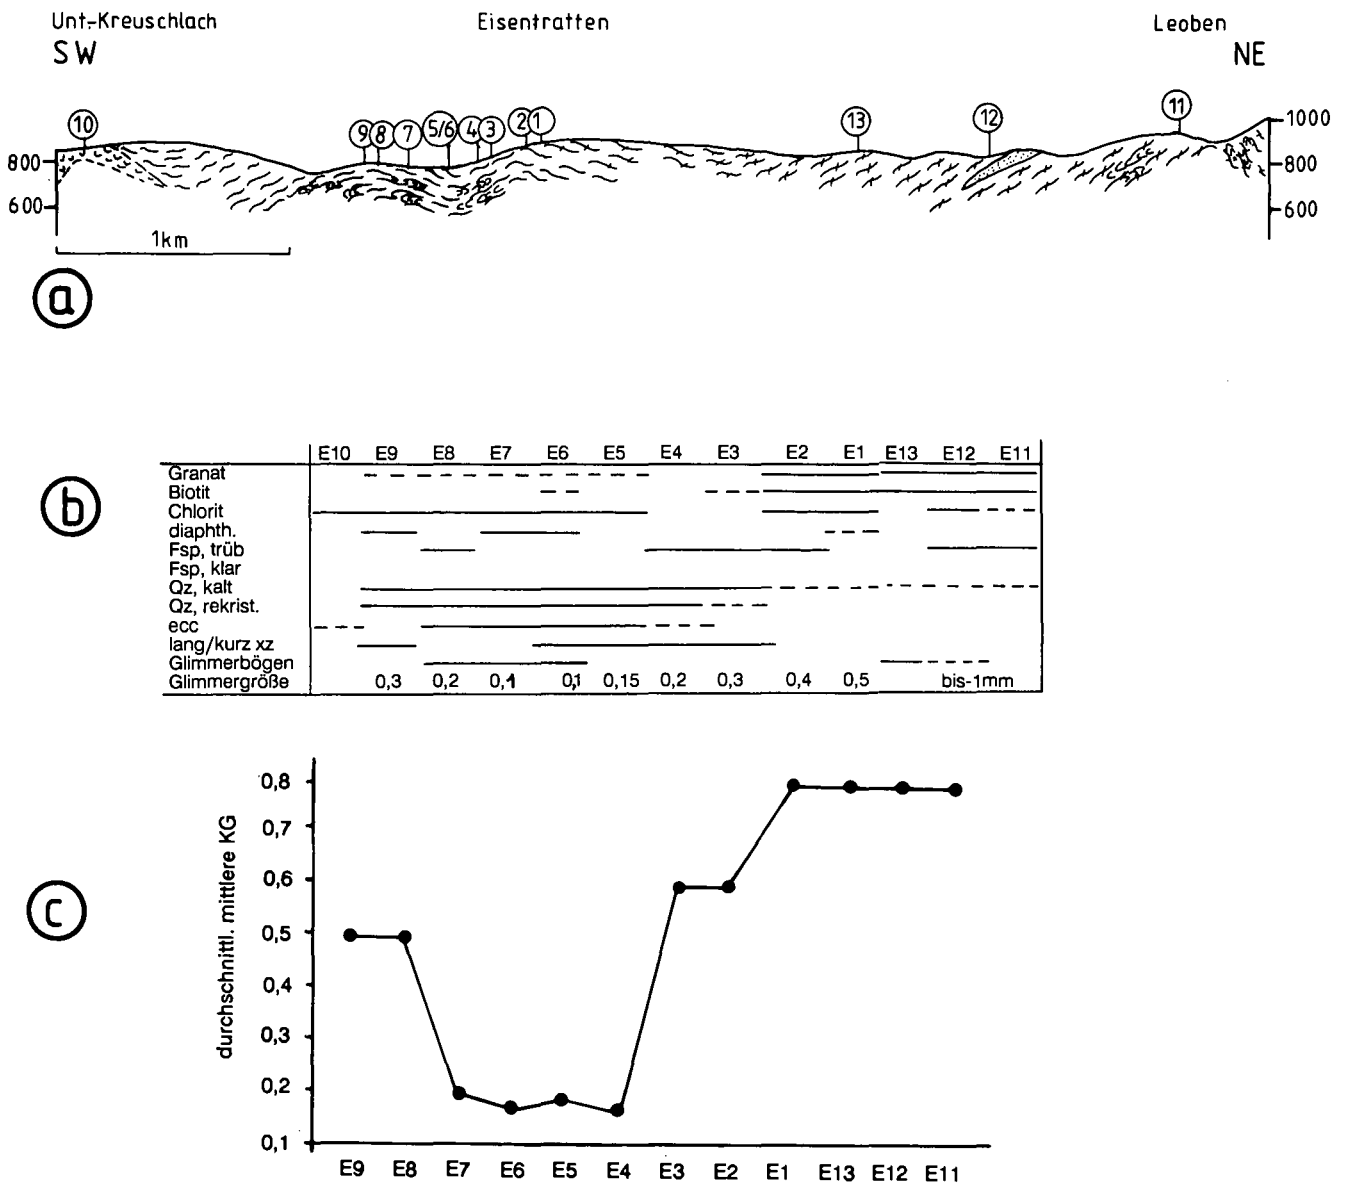 Unt.-Kreuschlach Eisentratten Leoben
SW NE
10 9 8 7 5/6 4 3 2 1 13 12 11
1000
800 800
600 600
1km
a
b
E10 E9 E8 E7 E6 E5 E4 E3 E2 E1 E13 E12 E11
Granat
Biotit
Chlorit
diaphth.
Fsp, trüb
Fsp, klar
Qz, kalt
Qz, rekrist.
ecc
lang/kurz xz
Glimmerbögen
Glimmergröße 0,3 0,2 0,1 0,1 0,15 0,2 0,3 0,4 0,5 bis-1mm
c
durchschnittl. mittlere KG
0,8
0,7
0,6
0,5
0,4
0,3
0,2
0,1
E9 E8 E7 E6 E5 E4 E3 E2 E1 E13 E12 E11